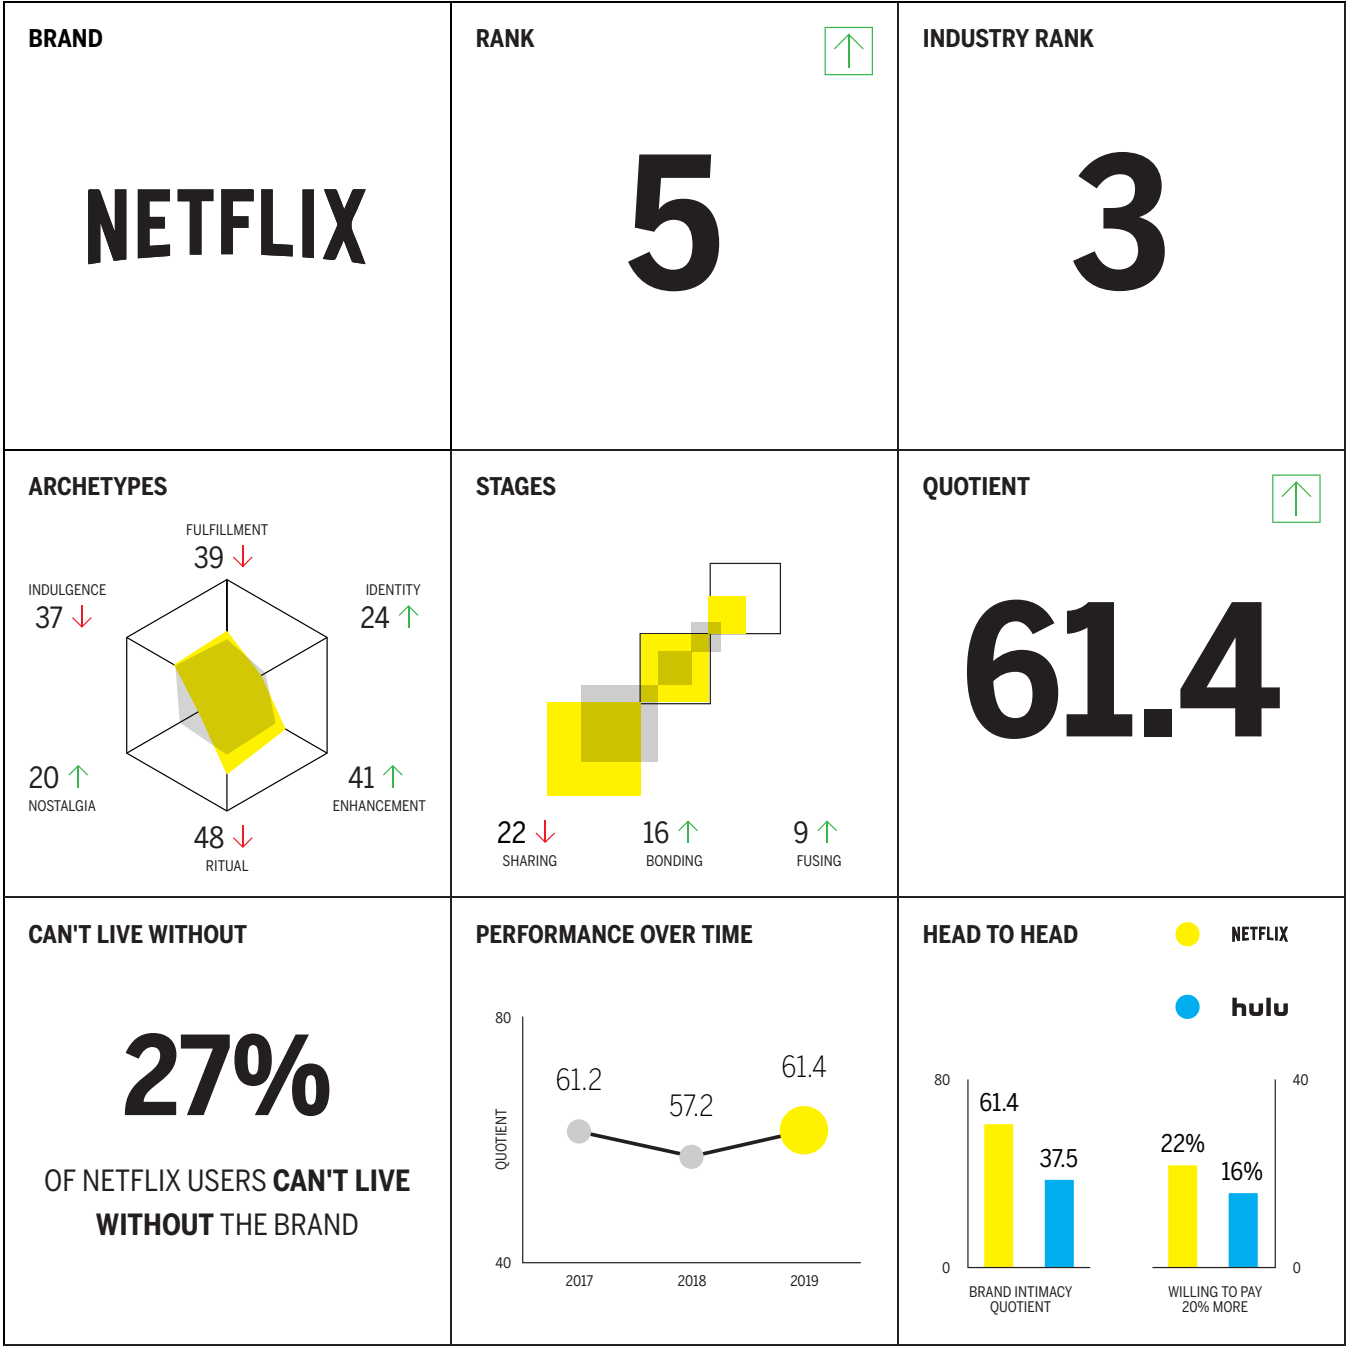 BRAND
NETFLIX
RANK
5
INDUSTRY RANK
3
ARCHETYPES
FULFILLMENT
39
INDULGENCE
37
IDENTITY
24
20
NOSTALGIA
41
ENHANCEMENT
48
RITUAL
STAGES
22
SHARING
16
BONDING
9
FUSING
QUOTIENT
61.4
CAN'T LIVE WITHOUT
27%
OF NETFLIX USERS CAN'T LIVE
WITHOUT THE BRAND
PERFORMANCE OVER TIME
80
QUOTIENT
40
61.2
57.2
61.4
2017
2018
2019
HEAD TO HEAD
NETFLIX
hulu
80
0
61.4
37.5
BRAND INTIMACY
QUOTIENT
22%
16%
40
0
WILLING TO PAY
20% MORE